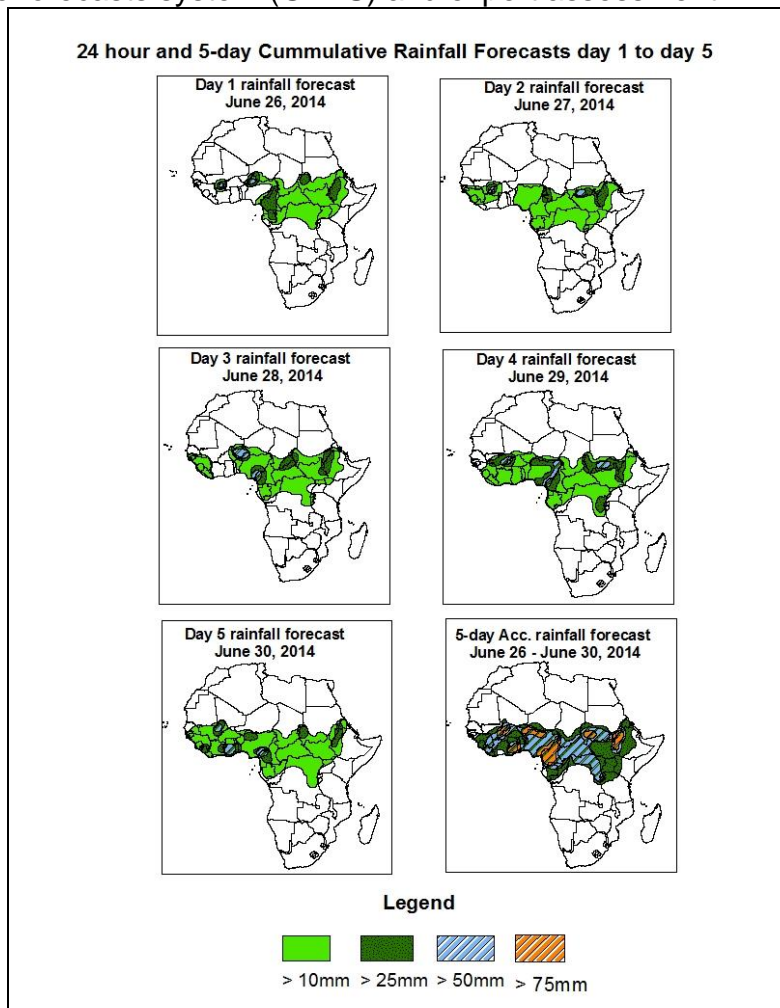 24 hour and 5-day Cummulative Rainfall Forecasts day 1 to day 5
Day 1 rainfall forecast
June 26, 2014
Day 2 rainfall forecast
June 27, 2014
Day 3 rainfall forecast
June 28, 2014
Day 4 rainfall forecast
June 29, 2014
Day 5 rainfall forecast
June 30, 2014
5-day Acc. rainfall forecast
June 26 - June 30, 2014
Legend
> 10mm > 25mm > 50mm > 75mm